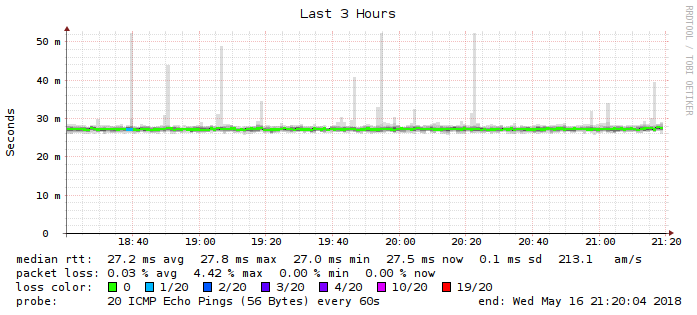 Last 3 Hours
RRDTOOL / TOBI OETIKER
Seconds
50 m
40 m
30 m
20 m
10 m
0
18:40 19:00 19:20 19:40 20:00 20:20 20:40 21:00 21:20
median rtt: 27.2 ms avg 27.8 ms max 27.0 ms min 27.5 ms now 0.1 ms sd 213.1 am/s
packet loss: 0.03 % avg 4.42 % max 0.00 % min 0.00 % now
loss color: 0 1/20 2/20 3/20 4/20 10/20 19/20
probe: 20 ICMP Echo Pings (56 Bytes) every 60s end: Wed May 16 21:20:04 2018